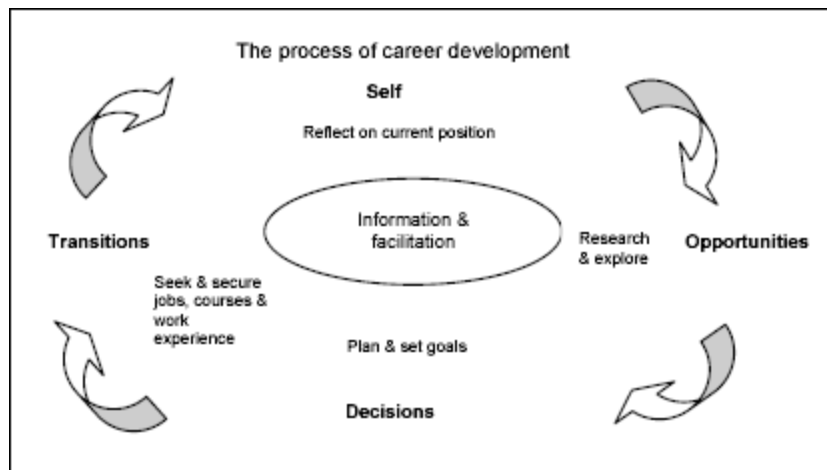 The process of career development
Self
Reflect on current position
Information &
facilitation
Transitions
Research
& explore
Opportunities
Seek & secure
jobs, courses &
work
experience
Plan & set goals
Decisions